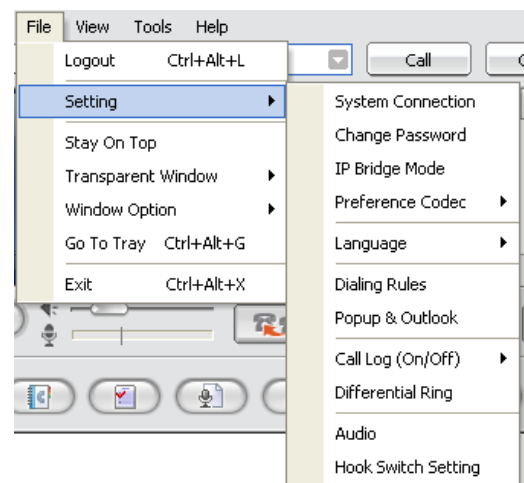 File View Tools Help
Logout Ctrl+Alt+L
Call
Setting
Stay On Top
Transparent Window
Window Option
Go To Tray Ctrl+Alt+G
Exit Ctrl+Alt+X
System Connection
Change Password
IP Bridge Mode
Preference Codec
Language
Dialing Rules
Popup & Outlook
Call Log (On/Off)
Differential Ring
Audio
Hook Switch Setting